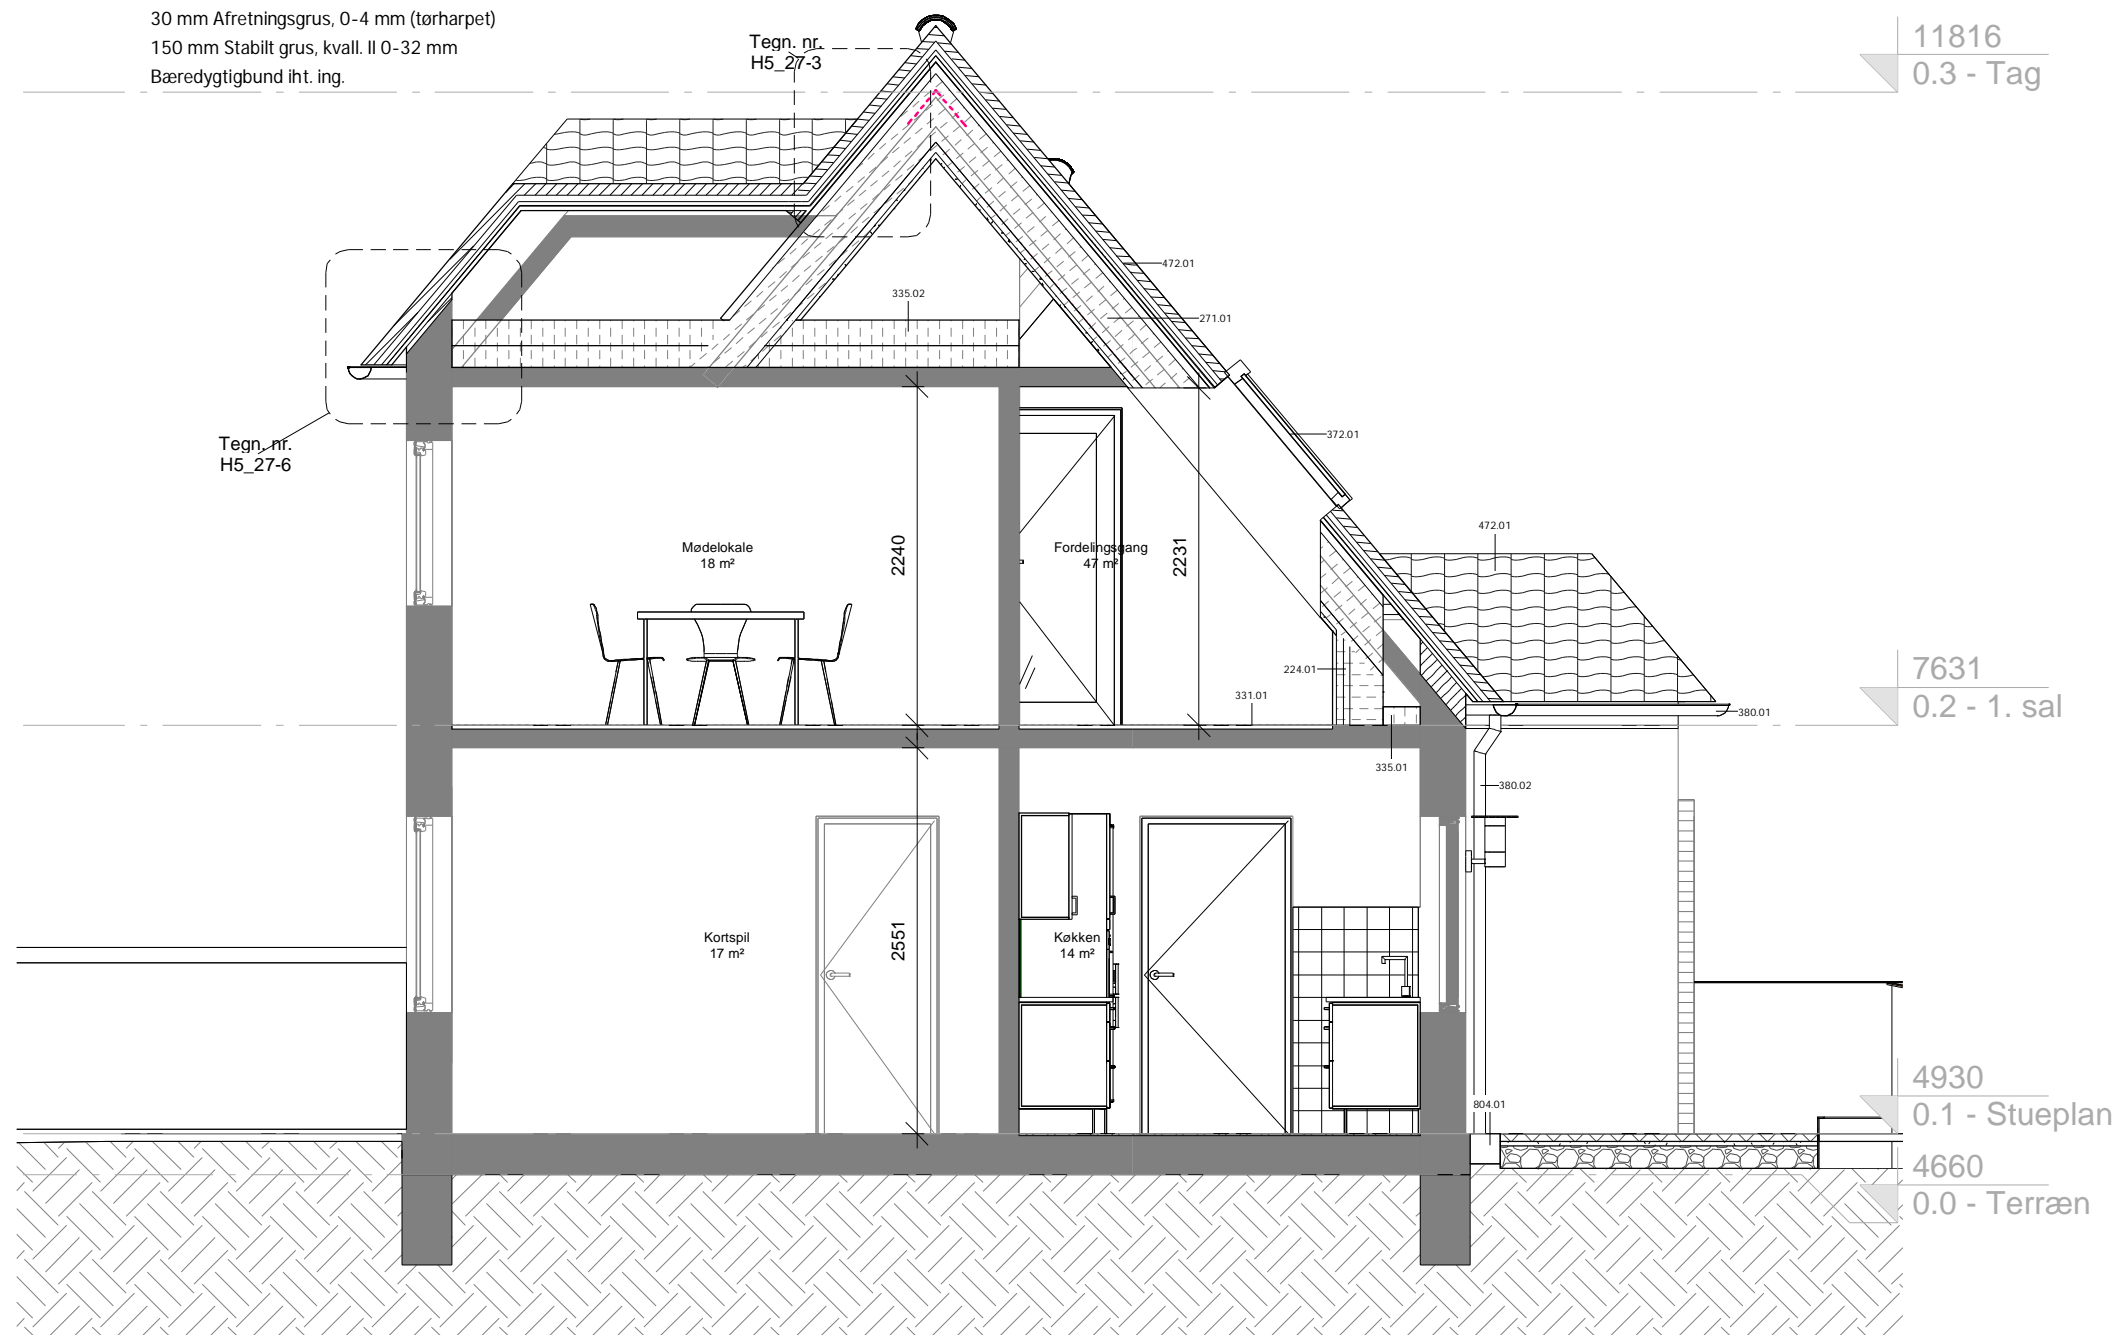 30 mm Afretningsgrus, 0-4 mm (tørharpet)
150 mm Stabilt grus, kvall. II 0-32 mm
Bæredygtigbund iht. ing.
Tegn. nr.
H5_27-3
11816
0.3 - Tag
472.01
335.02
271.01
372.01
Tegn. nr.
H5_27-6
472.01
Mødelokale
18 m²
2240
Fordelingsgang
47 m²
2231
224.01
331.01
7631
0.2 - 1. sal
380.01
335.01
380.02
Kortspil
17 m²
2551
Køkken
14 m²
804.01
4930
0.1 - Stueplan
4660
0.0 - Terræn